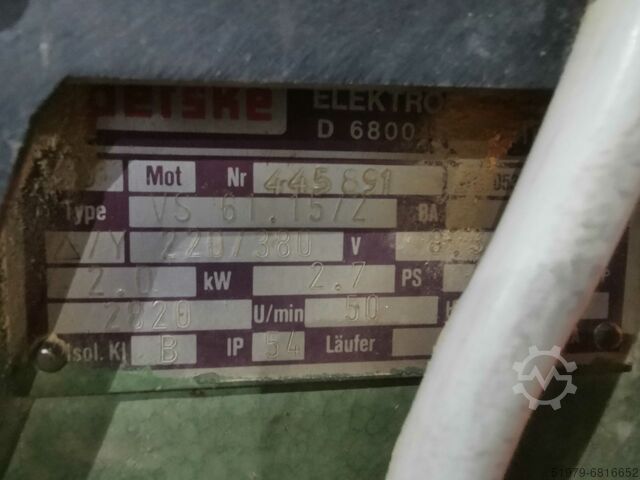 perske ELEKTRO
D 6800
Mot Nr 445891
Type VS 61.15/2 BA
Δ/Y 220/380 V
2.0 kW 2.7 PS
2820 U/min 50
Isol. Kl B IP 54 Läufer
51979-6816652